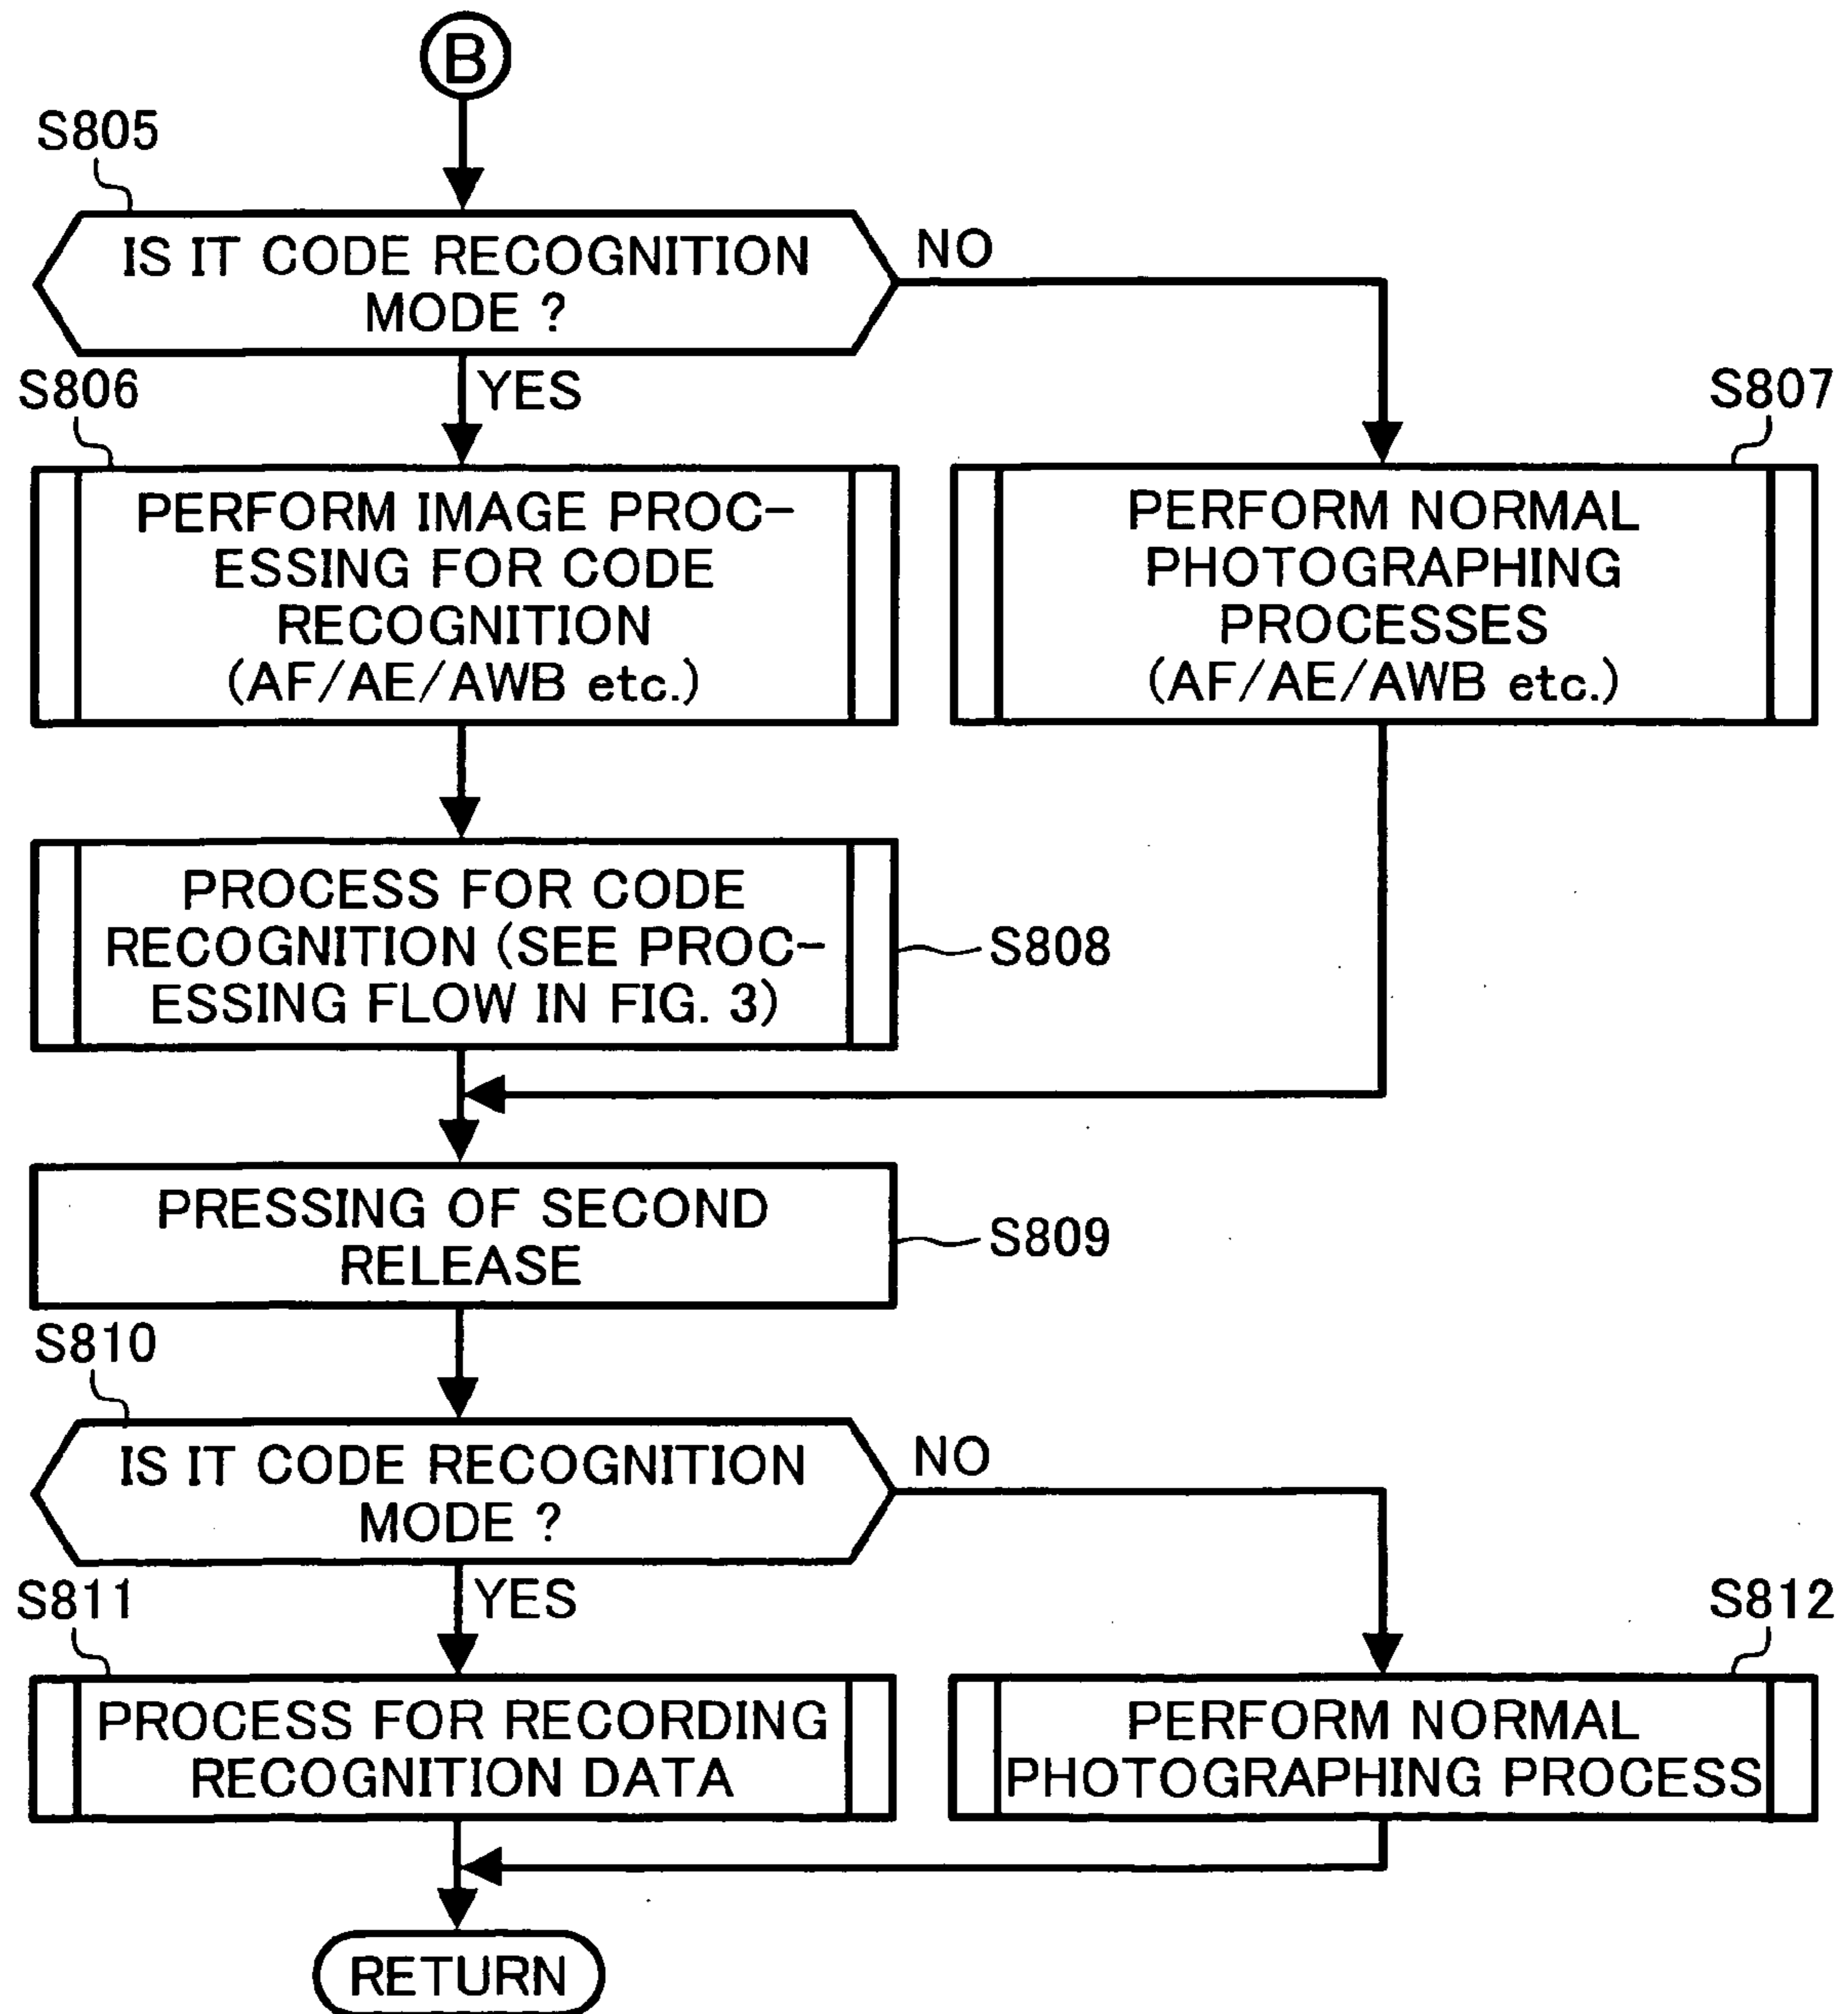 B
S805
IS IT CODE RECOGNITION
MODE ?
NO
YES
S806
PERFORM IMAGE PROC-
ESSING FOR CODE
RECOGNITION
(AF/AE/AWB etc.)
S807
PERFORM NORMAL
PHOTOGRAPHING
PROCESSES
(AF/AE/AWB etc.)
PROCESS FOR CODE
RECOGNITION (SEE PROC-
ESSING FLOW IN FIG. 3)
S808
PRESSING OF SECOND
RELEASE
S809
S810
IS IT CODE RECOGNITION
MODE ?
NO
YES
S811
PROCESS FOR RECORDING
RECOGNITION DATA
S812
PERFORM NORMAL
PHOTOGRAPHING PROCESS
RETURN